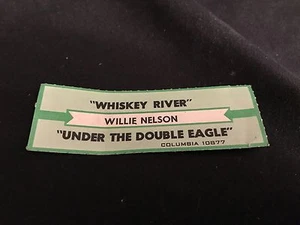 "WHISKEY RIVER"
WILLIE NELSON
"UNDER THE DOUBLE EAGLE"
COLUMBIA 10877